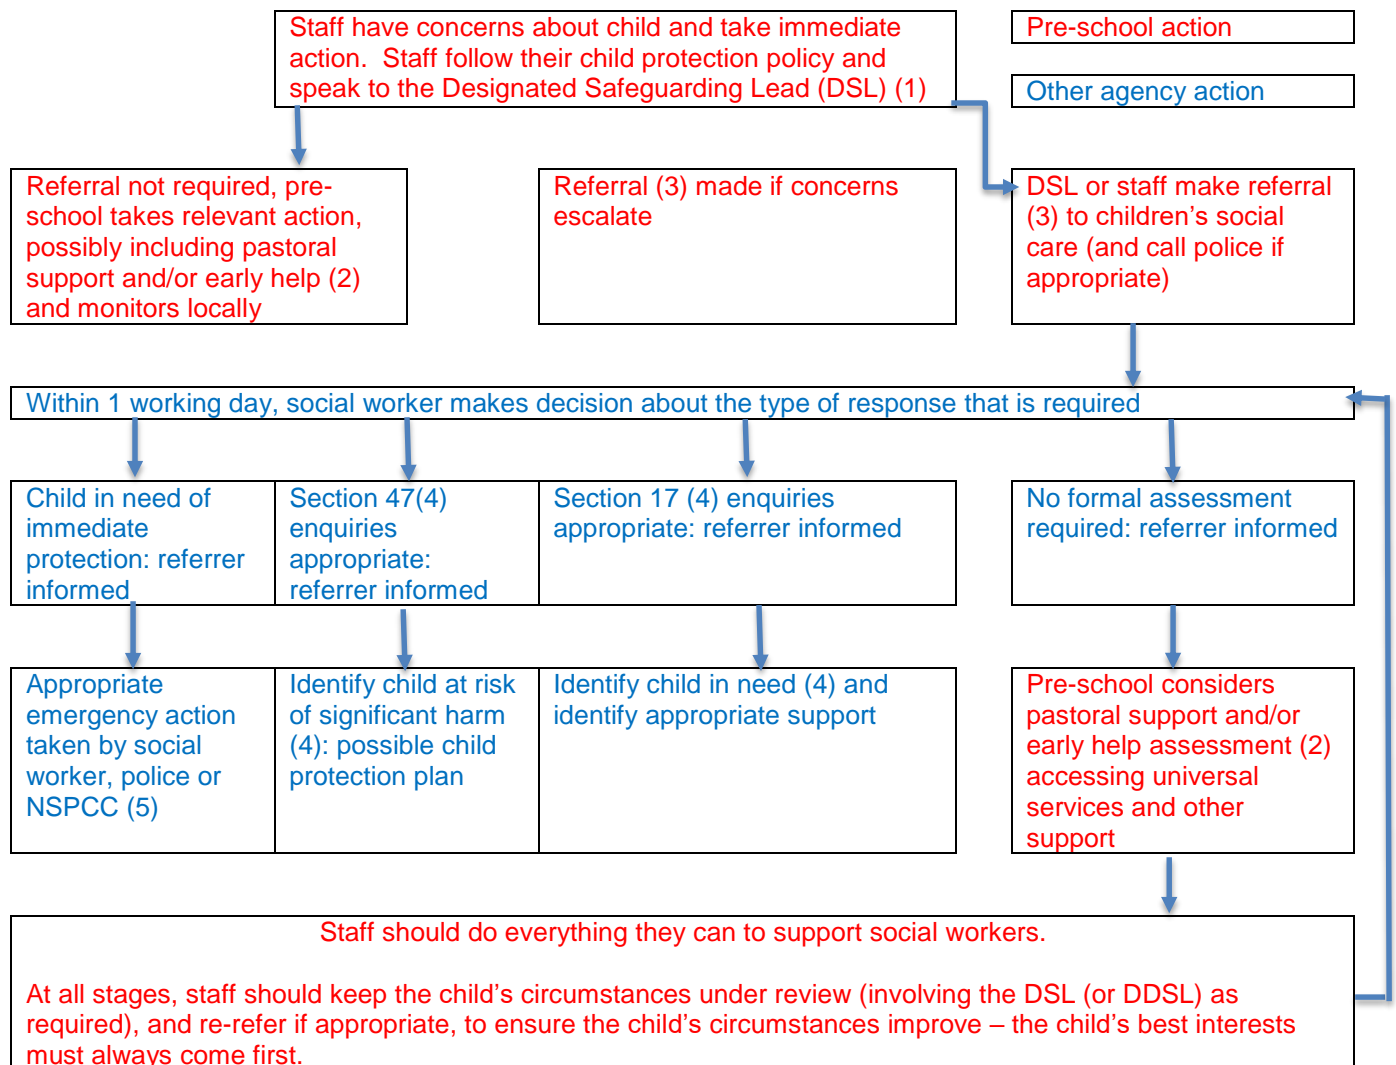 Staff have concerns about child and take immediate
action.  Staff follow their child protection policy and
speak to the Designated Safeguarding Lead (DSL) (1)
Pre-school action
Other agency action
Referral not required, pre-
school takes relevant action,
possibly including pastoral
support and/or early help (2)
and monitors locally
Referral (3) made if concerns
escalate
DSL or staff make referral
(3) to children’s social
care (and call police if
appropriate)
Within 1 working day, social worker makes decision about the type of response that is required
Child in need of
immediate
protection: referrer
informed
Section 47(4)
enquiries
appropriate:
referrer informed
Section 17 (4) enquiries
appropriate: referrer informed
No formal assessment
required: referrer informed
Appropriate
emergency action
taken by social
worker, police or
NSPCC (5)
Identify child at risk
of significant harm
(4): possible child
protection plan
Identify child in need (4) and
identify appropriate support
Pre-school considers
pastoral support and/or
early help assessment (2)
accessing universal
services and other
support
Staff should do everything they can to support social workers.
At all stages, staff should keep the child’s circumstances under review (involving the DSL (or DDSL) as
required), and re-refer if appropriate, to ensure the child’s circumstances improve – the child’s best interests
must always come first.